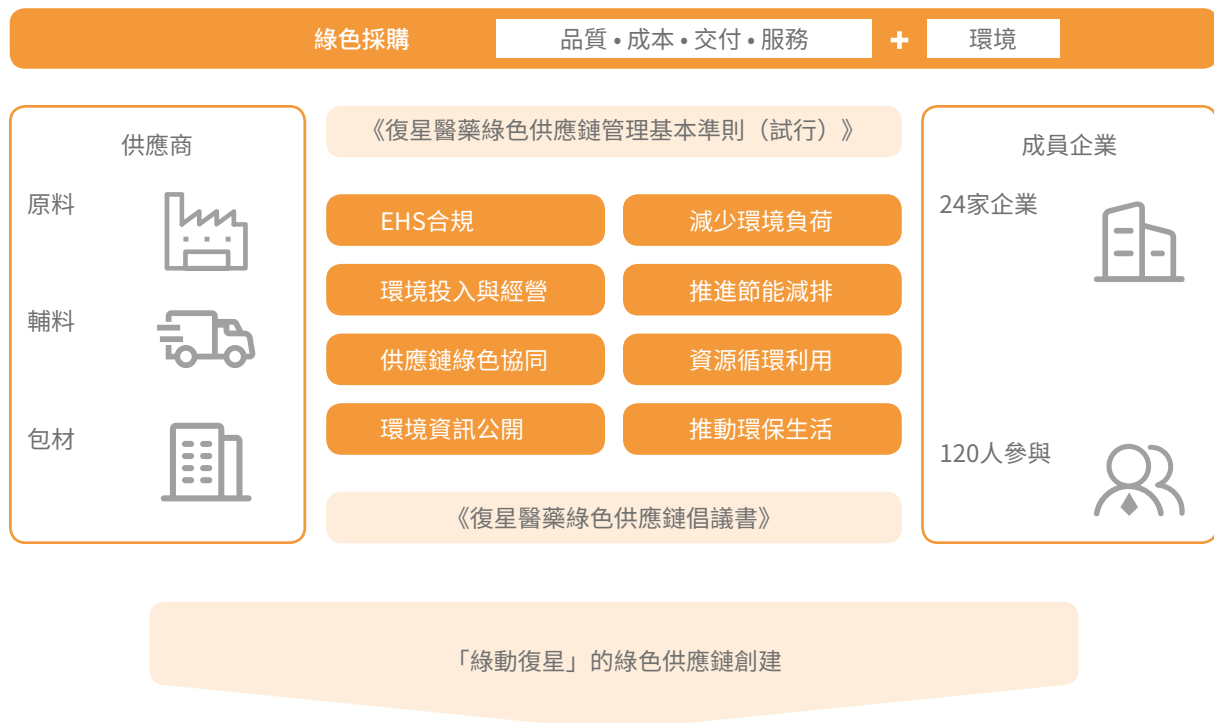 綠色採購 品質 • 成本 • 交付 • 服務 + 環境
《復星醫藥綠色供應鏈管理基本準則（試行）》
供應商
原料
輔料
包材
EHS合規 減少環境負荷
環境投入與經營 推進節能減排
供應鏈綠色協同 資源循環利用
環境資訊公開 推動環保生活
《復星醫藥綠色供應鏈倡議書》
成員企業
24家企業
120人參與
「綠動復星」的綠色供應鏈創建